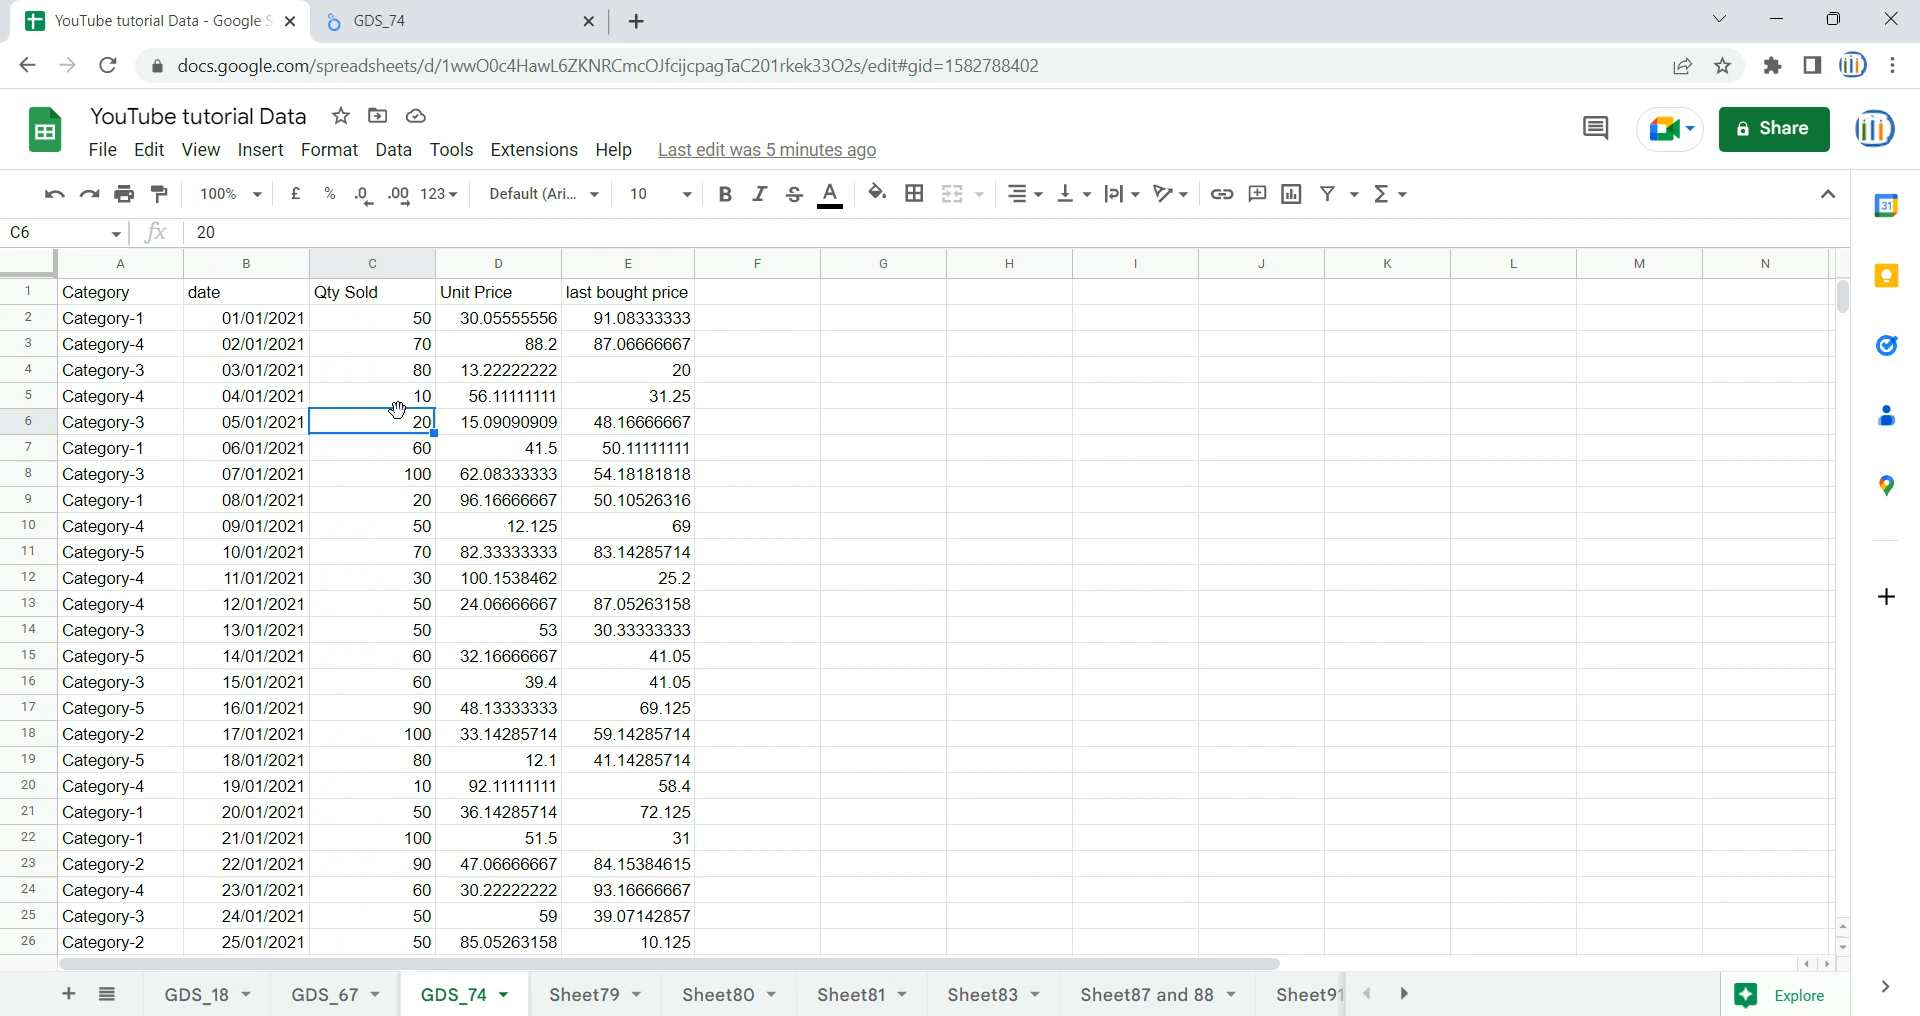 YouTube tutorial Data - Google S
GDS_74
docs.google.com/spreadsheets/d/1wwO0c4HawL6ZKNRCmcOJfcijcpagTaC201rkek33O2s/edit#gid=1582788402
YouTube tutorial Data
File Edit View Insert Format Data Tools Extensions Help Last edit was 5 minutes ago
Share
100% £ % .0 .00 123 Default (Ari... 10 B I S A Σ
31
C6 fx 20
A B C D E F G H I J K L M N
1 Category date Qty Sold Unit Price last bought price
2 Category-1 01/01/2021 50 30.05555556 91.08333333
3 Category-4 02/01/2021 70 88.2 87.06666667
4 Category-3 03/01/2021 80 13.22222222 20
5 Category-4 04/01/2021 10 56.11111111 31.25
6 Category-3 05/01/2021 20 15.09090909 48.16666667
7 Category-1 06/01/2021 60 41.5 50.11111111
8 Category-3 07/01/2021 100 62.08333333 54.18181818
9 Category-1 08/01/2021 20 96.16666667 50.10526316
10 Category-4 09/01/2021 50 12.125 69
11 Category-5 10/01/2021 70 82.33333333 83.14285714
12 Category-4 11/01/2021 30 100.1538462 25.2
13 Category-4 12/01/2021 50 24.06666667 87.05263158
14 Category-3 13/01/2021 50 53 30.33333333
15 Category-5 14/01/2021 60 32.16666667 41.05
16 Category-3 15/01/2021 60 39.4 41.05
17 Category-5 16/01/2021 90 48.13333333 69.125
18 Category-2 17/01/2021 100 33.14285714 59.14285714
19 Category-5 18/01/2021 80 12.1 41.14285714
20 Category-4 19/01/2021 10 92.11111111 58.4
21 Category-1 20/01/2021 50 36.14285714 72.125
22 Category-1 21/01/2021 100 51.5 31
23 Category-2 22/01/2021 90 47.06666667 84.15384615
24 Category-4 23/01/2021 60 30.22222222 93.16666667
25 Category-3 24/01/2021 50 59 39.07142857
26 Category-2 25/01/2021 50 85.05263158 10.125
GDS_18 GDS_67 GDS_74 Sheet79 Sheet80 Sheet81 Sheet83 Sheet87 and 88 Sheet91 Explore